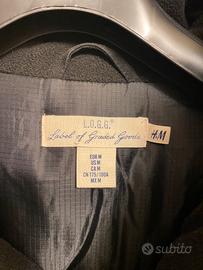 L.O.G.G.
Label of Graded Goods
H&M
EUR M
US M
CA M
CN 175/100A
MX M
subito